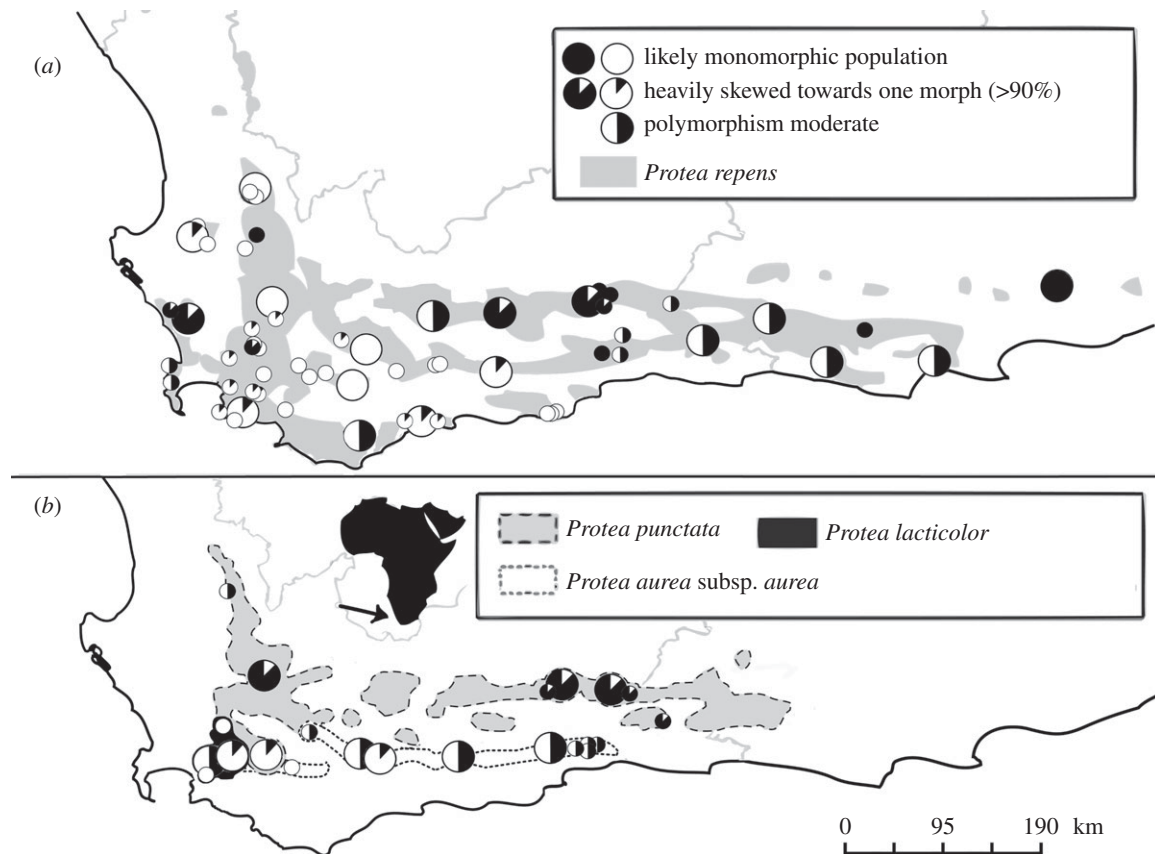 (a)
likely monomorphic population
heavily skewed towards one morph (>90%)
polymorphism moderate
Protea repens
(b)
Protea punctata
Protea lacticolor
Protea aurea subsp. aurea
0 95 190 km